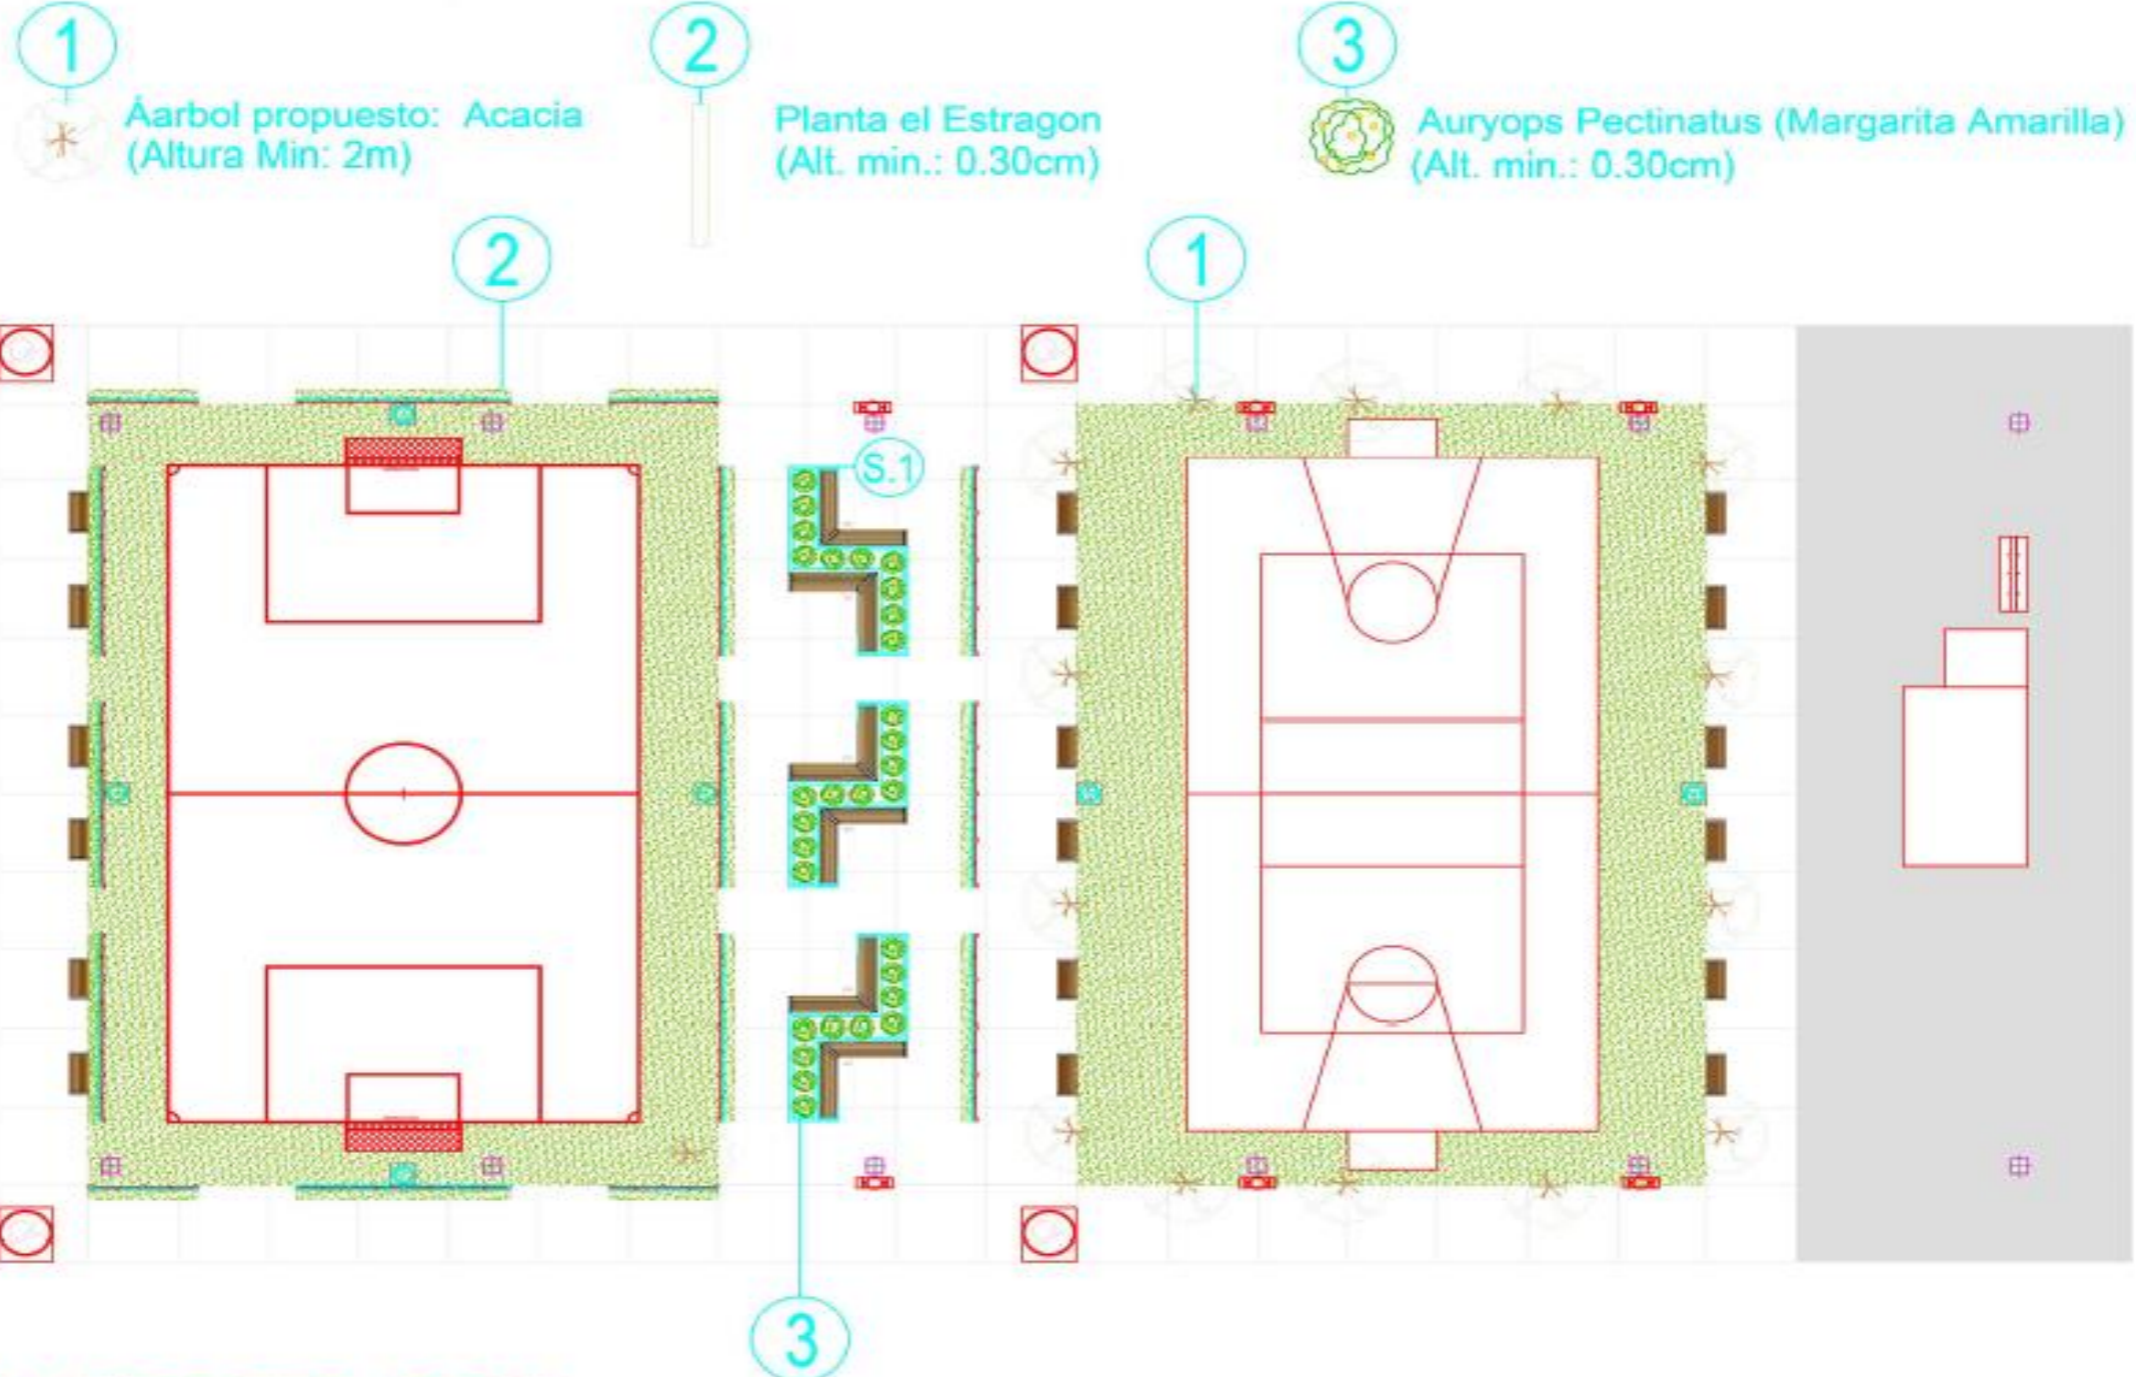 1
2
3
Áarbol propuesto: Acacia
(Altura Min: 2m)
Planta el Estragon
(Alt. min.: 0.30cm)
Auryops Pectinatus (Margarita Amarilla)
(Alt. min.: 0.30cm)
2
1
S.1
3